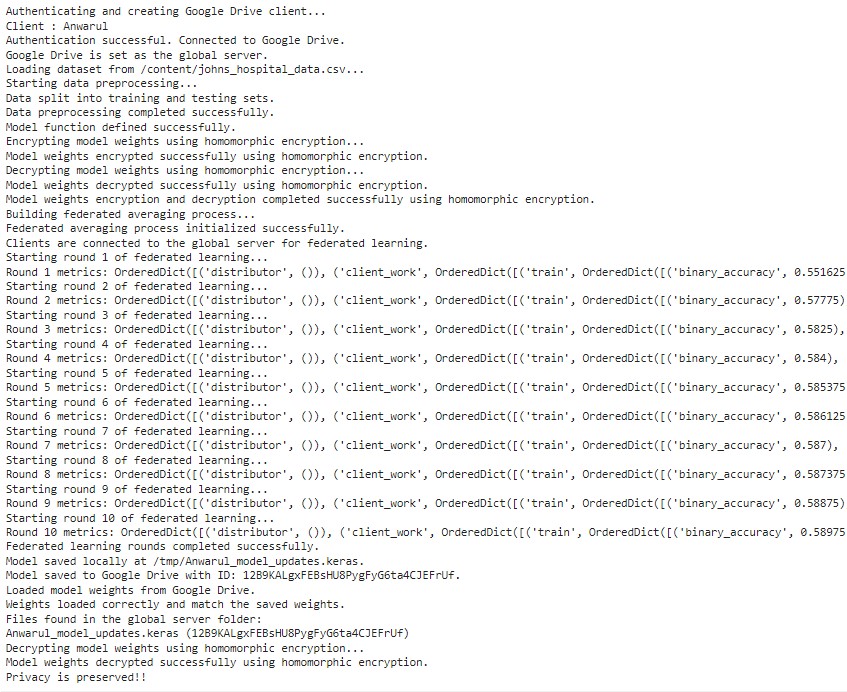 Authenticating and creating Google Drive client...
Client : Anwarul
Authentication successful. Connected to Google Drive.
Google Drive is set as the global server.
Loading dataset from /content/johns_hospital_data.csv...
Starting data preprocessing...
Data split into training and testing sets.
Data preprocessing completed successfully.
Model function defined successfully.
Encrypting model weights using homomorphic encryption...
Model weights encrypted successfully using homomorphic encryption.
Decrypting model weights using homomorphic encryption...
Model weights decrypted successfully using homomorphic encryption.
Model weights encryption and decryption completed successfully using homomorphic encryption.
Building federated averaging process...
Federated averaging process initialized successfully.
Clients are connected to the global server for federated learning.
Starting round 1 of federated learning...
Round 1 metrics: OrderedDict([('distributor', ()), ('client_work', OrderedDict([('train', OrderedDict([('binary_accuracy', 0.551625
Starting round 2 of federated learning...
Round 2 metrics: OrderedDict([('distributor', ()), ('client_work', OrderedDict([('train', OrderedDict([('binary_accuracy', 0.57775)
Starting round 3 of federated learning...
Round 3 metrics: OrderedDict([('distributor', ()), ('client_work', OrderedDict([('train', OrderedDict([('binary_accuracy', 0.5825),
Starting round 4 of federated learning...
Round 4 metrics: OrderedDict([('distributor', ()), ('client_work', OrderedDict([('train', OrderedDict([('binary_accuracy', 0.584),
Starting round 5 of federated learning...
Round 5 metrics: OrderedDict([('distributor', ()), ('client_work', OrderedDict([('train', OrderedDict([('binary_accuracy', 0.585375
Starting round 6 of federated learning...
Round 6 metrics: OrderedDict([('distributor', ()), ('client_work', OrderedDict([('train', OrderedDict([('binary_accuracy', 0.586125
Starting round 7 of federated learning...
Round 7 metrics: OrderedDict([('distributor', ()), ('client_work', OrderedDict([('train', OrderedDict([('binary_accuracy', 0.587),
Starting round 8 of federated learning...
Round 8 metrics: OrderedDict([('distributor', ()), ('client_work', OrderedDict([('train', OrderedDict([('binary_accuracy', 0.587375
Starting round 9 of federated learning...
Round 9 metrics: OrderedDict([('distributor', ()), ('client_work', OrderedDict([('train', OrderedDict([('binary_accuracy', 0.58875)
Starting round 10 of federated learning...
Round 10 metrics: OrderedDict([('distributor', ()), ('client_work', OrderedDict([('train', OrderedDict([('binary_accuracy', 0.58975
Federated learning rounds completed successfully.
Model saved locally at /tmp/Anwarul_model_updates.keras.
Model saved to Google Drive with ID: 12B9KALgxFEBsHU8PygFyG6ta4CJEFrUf.
Loaded model weights from Google Drive.
Weights loaded correctly and match the saved weights.
Files found in the global server folder:
Anwarul_model_updates.keras (12B9KALgxFEBsHU8PygFyG6ta4CJEFrUf)
Decrypting model weights using homomorphic encryption...
Model weights decrypted successfully using homomorphic encryption.
Privacy is preserved!!